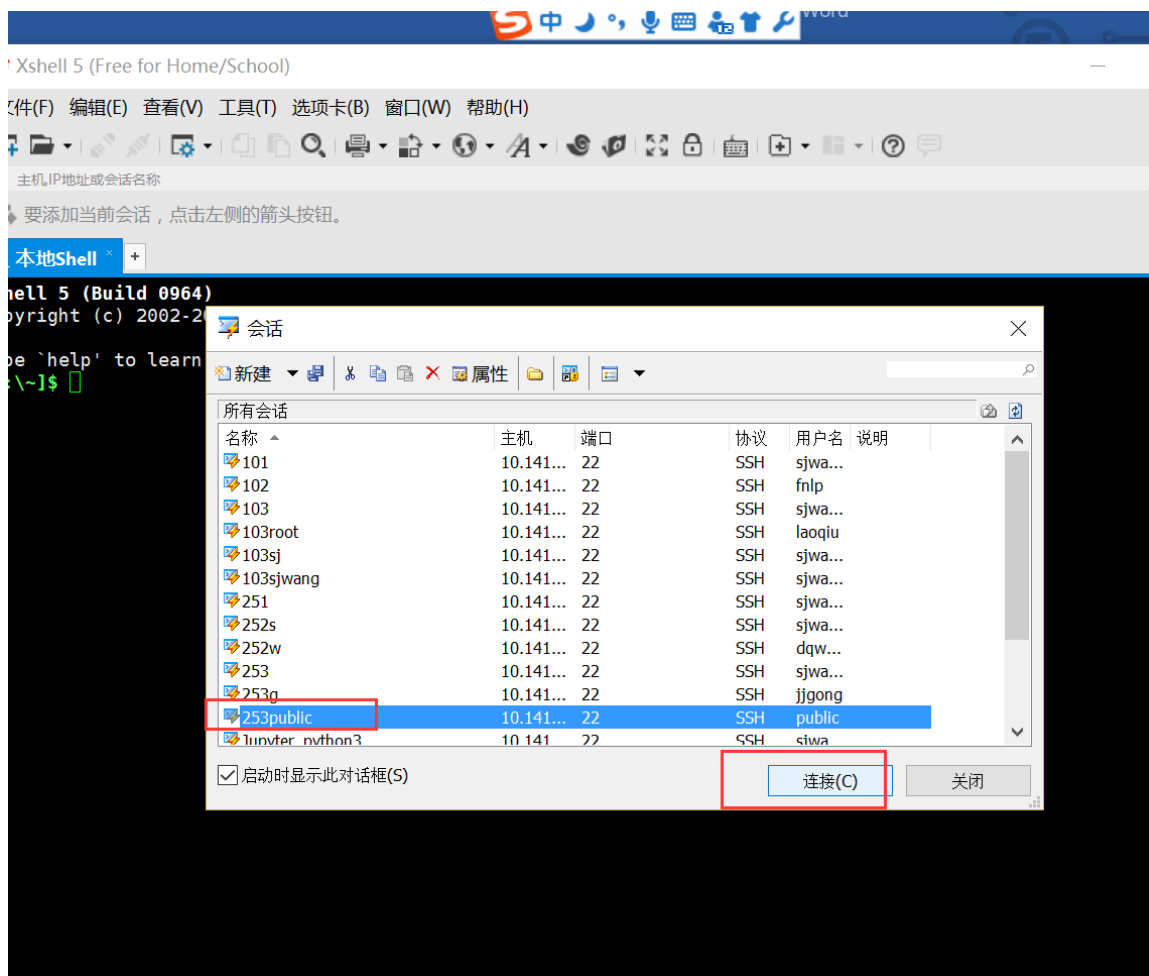 中
12
Word
Xshell 5 (Free for Home/School)
文件(F) 编辑(E) 查看(V) 工具(T) 选项卡(B) 窗口(W) 帮助(H)
主机,IP地址或会话名称
要添加当前会话，点击左侧的箭头按钮。
本地Shell × +
hell 5 (Build 0964)
pyright (c) 2002-2
pe `help' to learn
:\~]$
会话
新建 属性
所有会话
名称 主机 端口 协议 用户名 说明
101 10.141... 22 SSH sjwa...
102 10.141... 22 SSH fnlp
103 10.141... 22 SSH sjwa...
103root 10.141... 22 SSH laoqiu
103sj 10.141... 22 SSH sjwa...
103sjwang 10.141... 22 SSH sjwa...
251 10.141... 22 SSH sjwa...
252s 10.141... 22 SSH sjwa...
252w 10.141... 22 SSH dqw...
253 10.141... 22 SSH sjwa...
253g 10.141... 22 SSH jjgong
253public 10.141... 22 SSH public
Jupyter_python3 10.141 22 SSH sjwa
启动时显示此对话框(S)
连接(C) 关闭